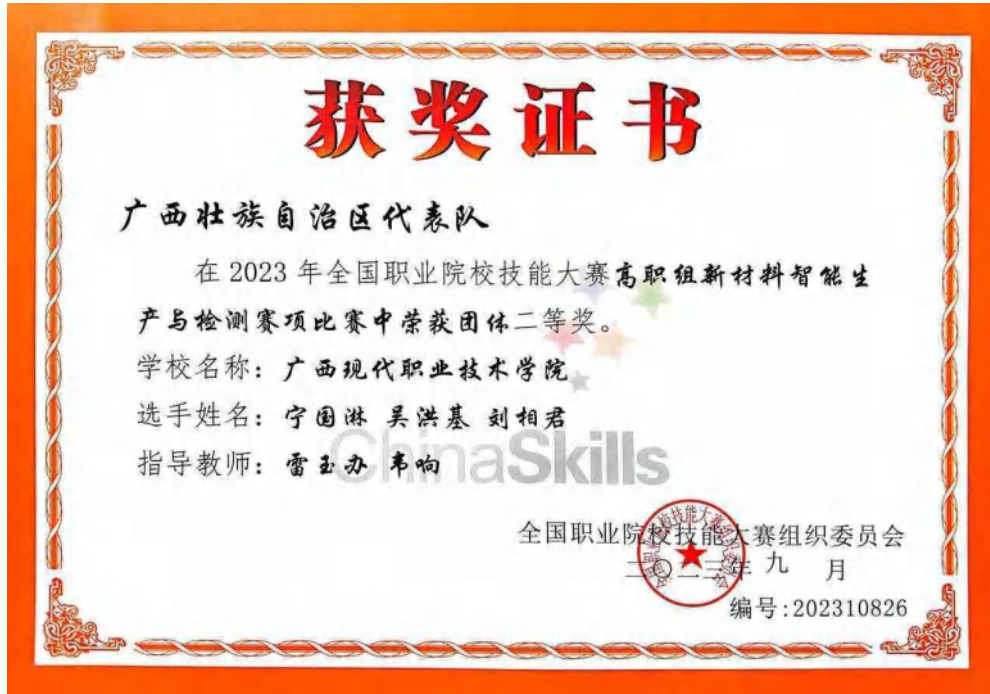 获奖证书
广西壮族自治区代表队
在 2023 年全国职业院校技能大赛高职组新材料智能生
产与检测赛项比赛中荣获团体二等奖。
学校名称：广西现代职业技术学院
选手姓名：宁国淋 吴洪基 刘相君
指导教师：雷玉办 韦响
ChinaSkills
全国职业院校技能大赛组织委员会
二〇二三年 九 月
编号:202310826